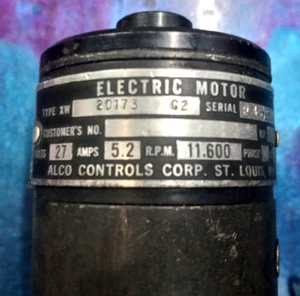 ELECTRIC MOTOR
TYPE XW 2C173 G2 SERIAL
CUSTOMER'S NO.
VOLTS 27 AMPS 5.2 R.P.M. 11,600 PHASE
ALCO CONTROLS CORP. ST. LOUIS,